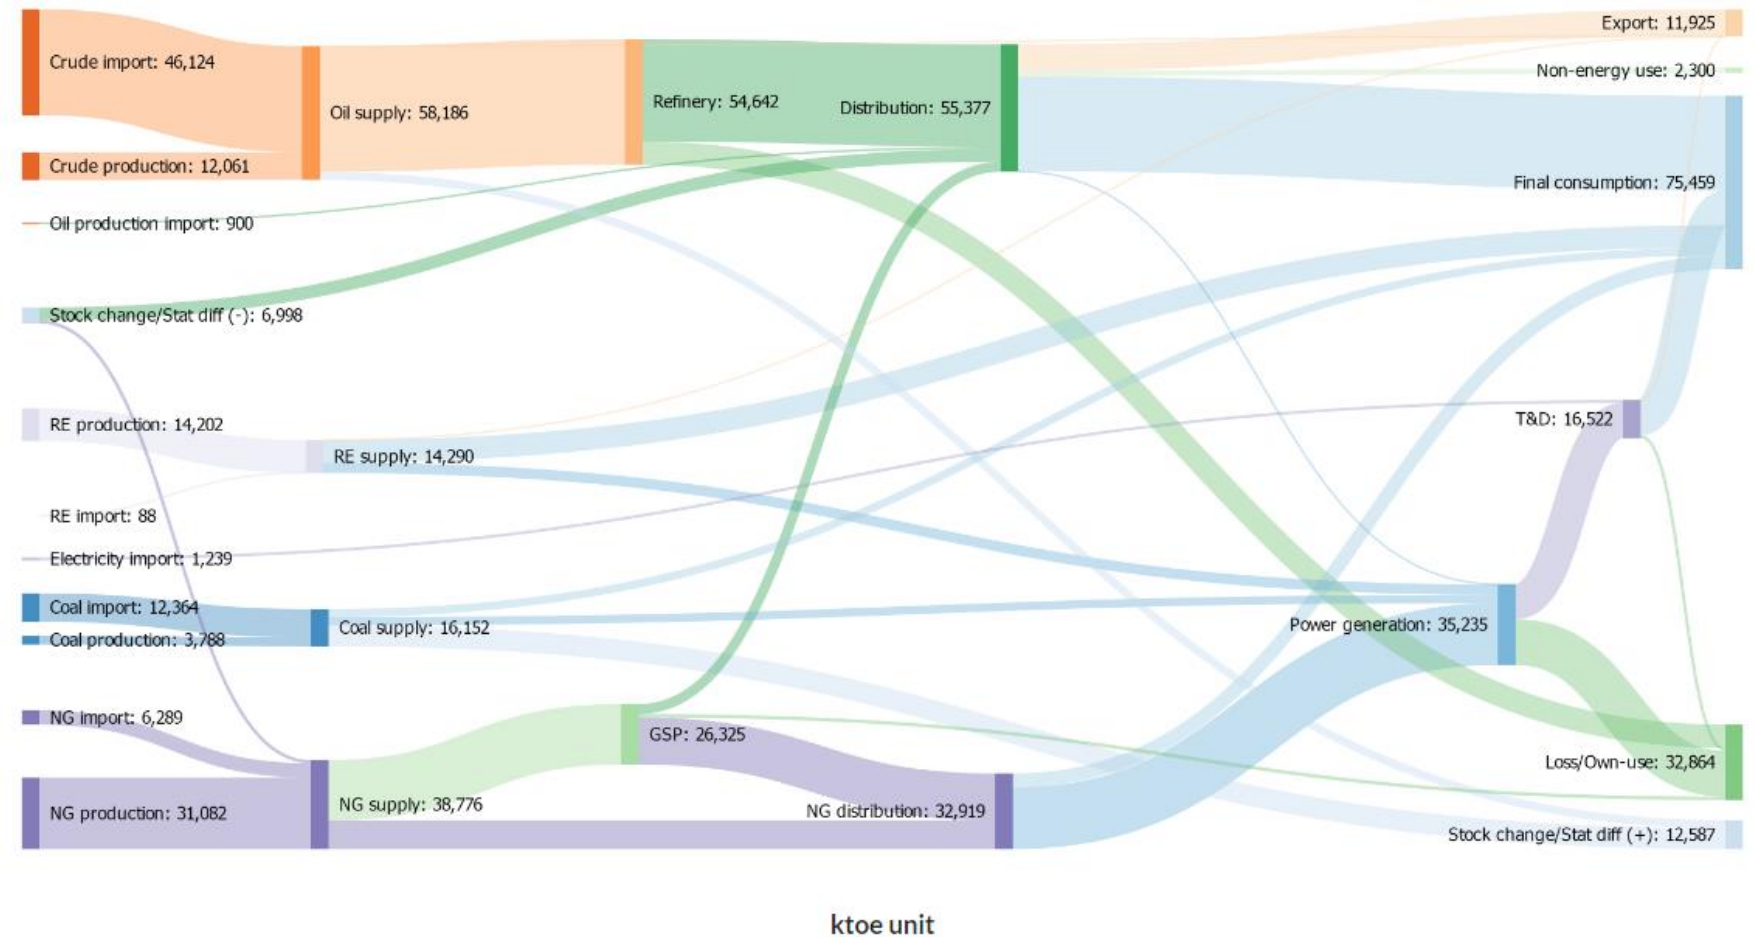 Crude import: 46,124
Crude production: 12,061
Oil production import: 900
Stock change/Stat diff (-): 6,998
RE production: 14,202
RE import: 88
Electricity import: 1,239
Coal import: 12,364
Coal production: 3,788
NG import: 6,289
NG production: 31,082
Oil supply: 58,186
RE supply: 14,290
Coal supply: 16,152
NG supply: 38,776
Refinery: 54,642
GSP: 26,325
Distribution: 55,377
NG distribution: 32,919
Power generation: 35,235
T&D: 16,522
Export: 11,925
Non-energy use: 2,300
Final consumption: 75,459
Loss/Own-use: 32,864
Stock change/Stat diff (+): 12,587
ktoe unit